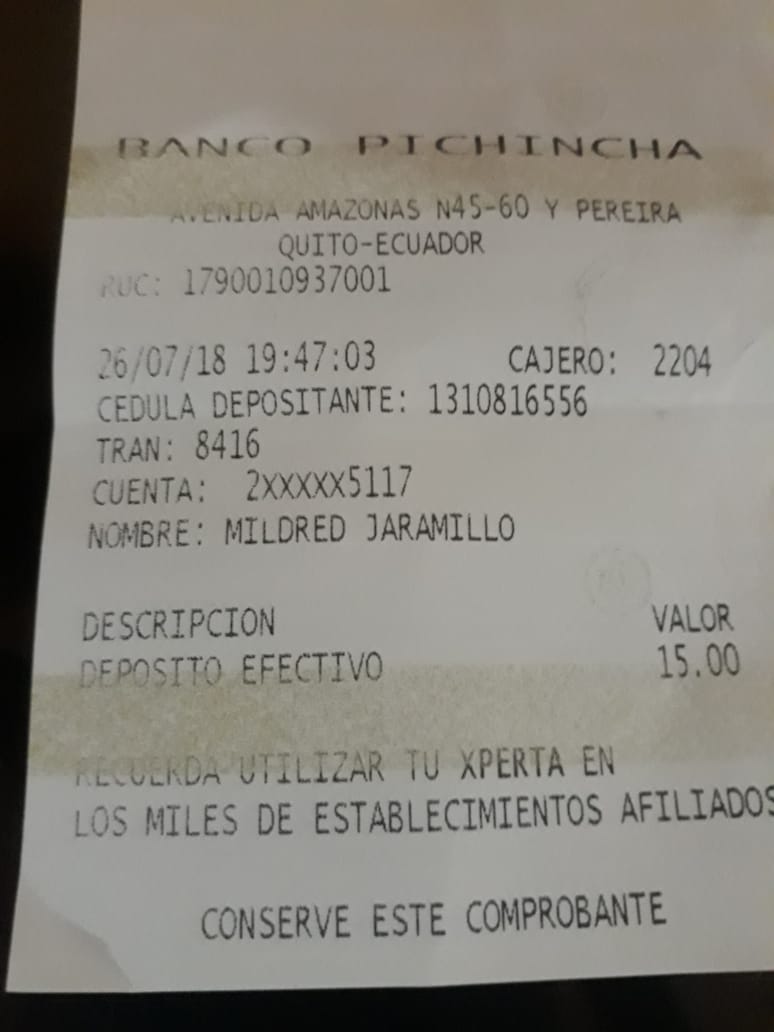 BANCO PICHINCHA
AVENIDA AMAZONAS N45-60 Y PEREIRA
QUITO-ECUADOR
RUC: 1790010937001
26/07/18 19:47:03 CAJERO: 2204
CEDULA DEPOSITANTE: 1310816556
TRAN: 8416
CUENTA: 2XXXXX5117
NOMBRE: MILDRED JARAMILLO
DESCRIPCION VALOR
DEPOSITO EFECTIVO 15.00
RECUERDA UTILIZAR TU XPERTA EN
LOS MILES DE ESTABLECIMIENTOS AFILIADOS
CONSERVE ESTE COMPROBANTE